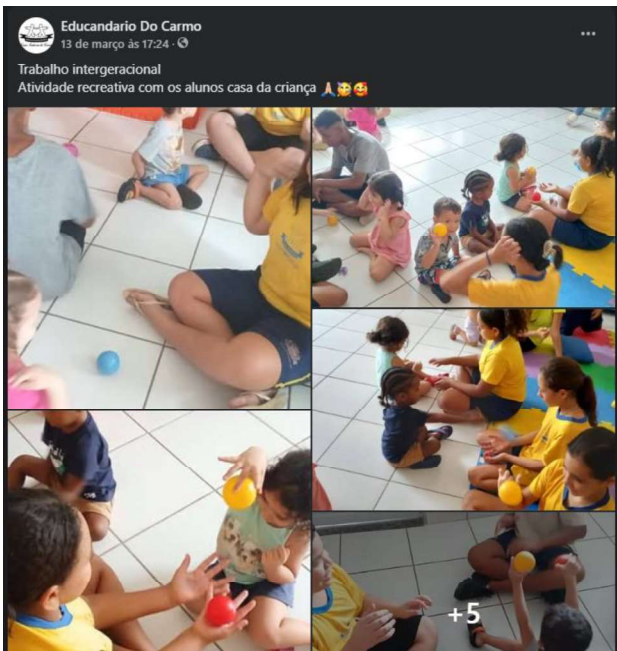 Educandario Do Carmo
13 de março às 17:24 ·
Trabalho intergeracional
Atividade recreativa com os alunos casa da criança 🙏🥳🥰
+5